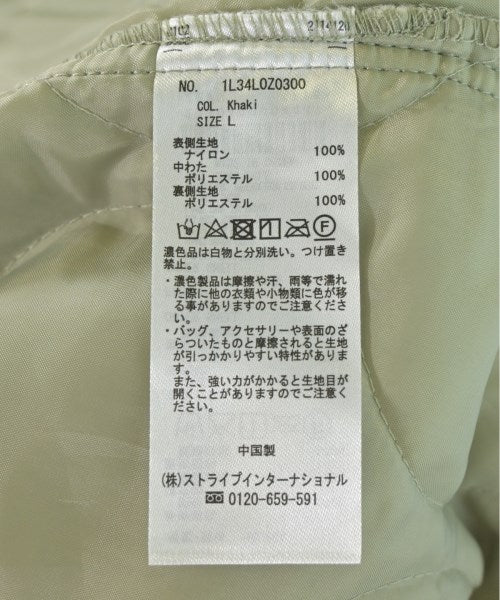 NO. 1L34L0Z0300
COL. Khaki
SIZE L
表側生地
ナイロン 100%
中わた
ポリエステル 100%
裏側生地
ポリエステル 100%
濃色品は白物と分別洗い。つけ置き
禁止。
・濃色製品は摩擦や汗、雨等で濡れ
た際に他の衣類や小物類に色が移
る事がありますのでご注意くださ
い。
・バッグ、アクセサリーや表面のざ
らついたものと摩擦されると生地
が引っかかりやすい特性がありま
す。
また、強い力がかかると生地目が
開くことがありますのでご注意く
ださい。
中国製
(株)ストライプインターナショナル
0120-659-591